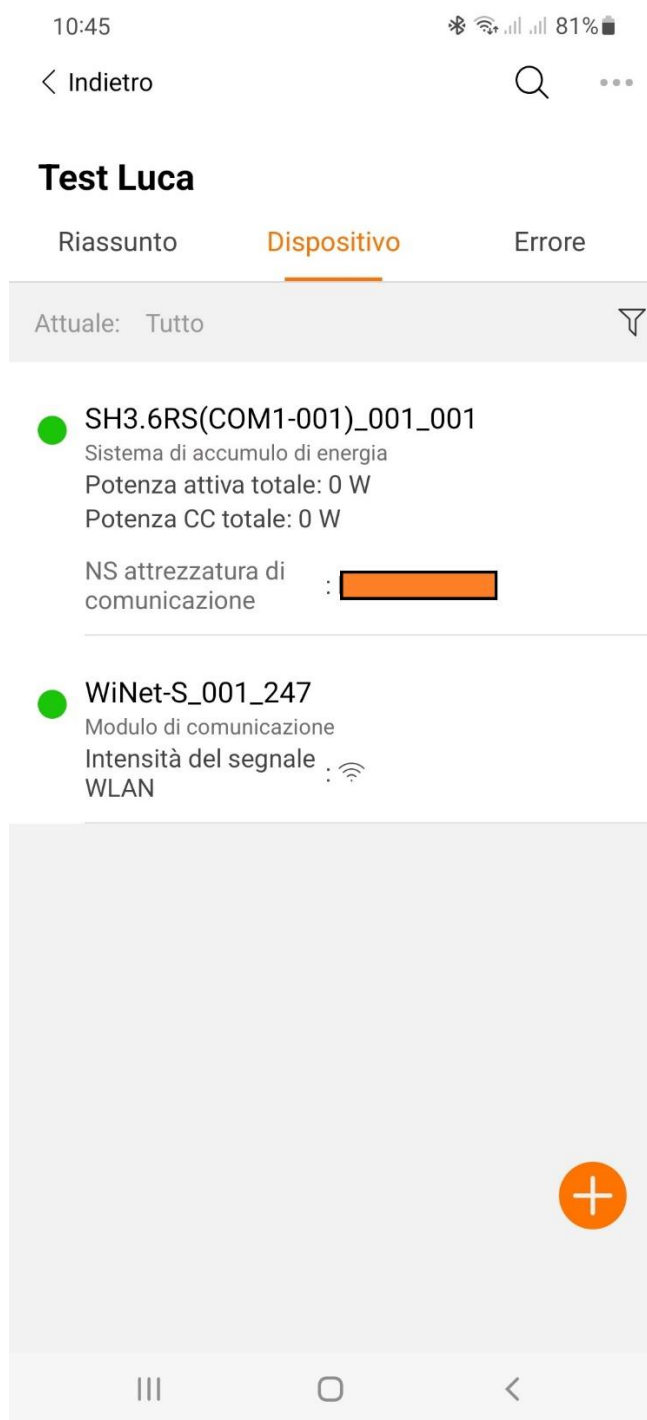 10:45
81%
Indietro
Test Luca
Riassunto Dispositivo Errore
Attuale: Tutto
SH3.6RS(COM1-001)_001_001
Sistema di accumulo di energia
Potenza attiva totale: 0 W
Potenza CC totale: 0 W
NS attrezzatura di
comunicazione :
WiNet-S_001_247
Modulo di comunicazione
Intensità del segnale
WLAN :